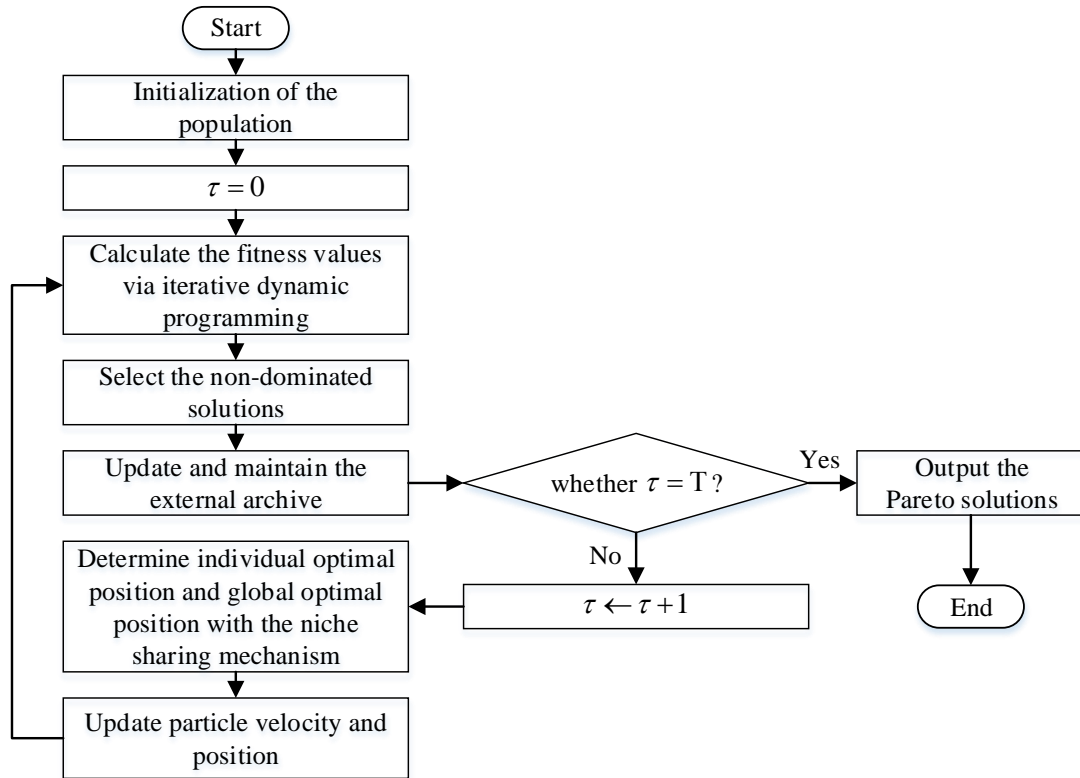 Start
Initialization of the
population
τ = 0
Calculate the fitness values
via iterative dynamic
programming
Select the non-dominated
solutions
Update and maintain the
external archive
whether τ = T ?
Yes
Output the
Pareto solutions
End
No
τ ← τ +1
Determine individual optimal
position and global optimal
position with the niche
sharing mechanism
Update particle velocity and
position